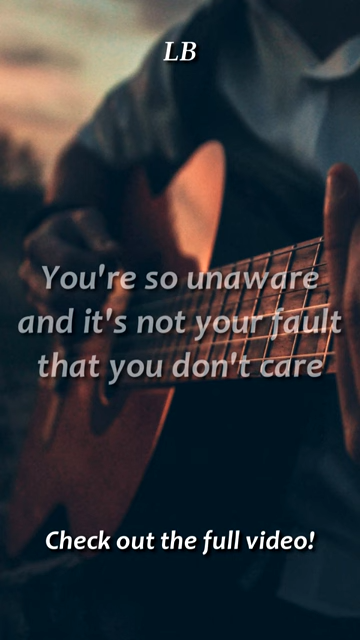 LB
You're so unaware
and it's not your fault
that you don't care
Check out the full video!